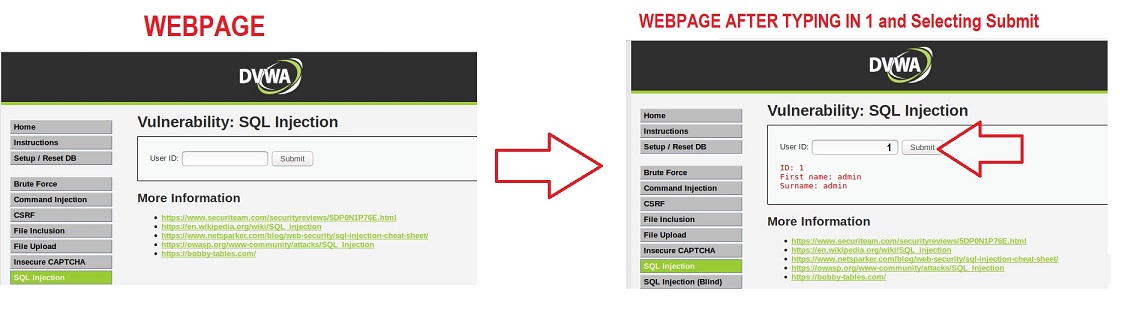 WEBPAGE
DVWA
Vulnerability: SQL Injection
Home
Instructions
Setup / Reset DB
Brute Force
Command Injection
CSRF
File Inclusion
File Upload
Insecure CAPTCHA
SQL Injection
User ID:
Submit
More Information
https://www.securiteam.com/securityreviews/5DP0N1P76E.html
https://en.wikipedia.org/wiki/SQL_injection
https://www.netsparker.com/blog/web-security/sql-injection-cheat-sheet/
https://owasp.org/www-community/attacks/SQL_Injection
https://bobby-tables.com/
WEBPAGE AFTER TYPING IN 1 and Selecting Submit
DVWA
Vulnerability: SQL Injection
Home
Instructions
Setup / Reset DB
Brute Force
Command Injection
CSRF
File Inclusion
File Upload
Insecure CAPTCHA
SQL Injection
SQL Injection (Blind)
User ID: 1 Submit
ID: 1
First name: admin
Surname: admin
More Information
https://www.securiteam.com/securityreviews/5DP0N1P76E.html
https://en.wikipedia.org/wiki/SQL_injection
https://www.netsparker.com/blog/web-security/sql-injection-cheat-sheet/
https://owasp.org/www-community/attacks/SQL_Injection
https://bobby-tables.com/